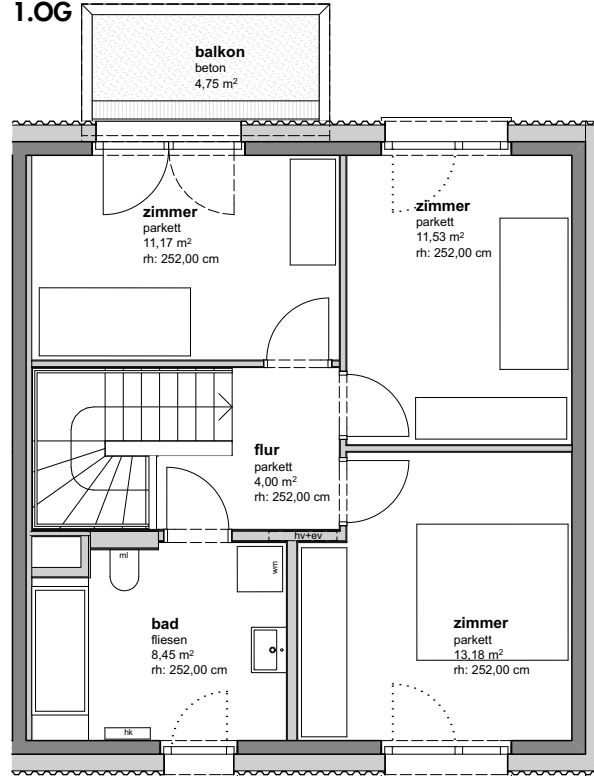 1.OG
balkon
beton
4,75 m²
zimmer
parkett
11,17 m²
rh: 252,00 cm
zimmer
parkett
11,53 m²
rh: 252,00 cm
flur
parkett
4,00 m²
rh: 252,00 cm
hv+ev
ml
wm
bad
fliesen
8,45 m²
rh: 252,00 cm
hk
zimmer
parkett
13,18 m²
rh: 252,00 cm